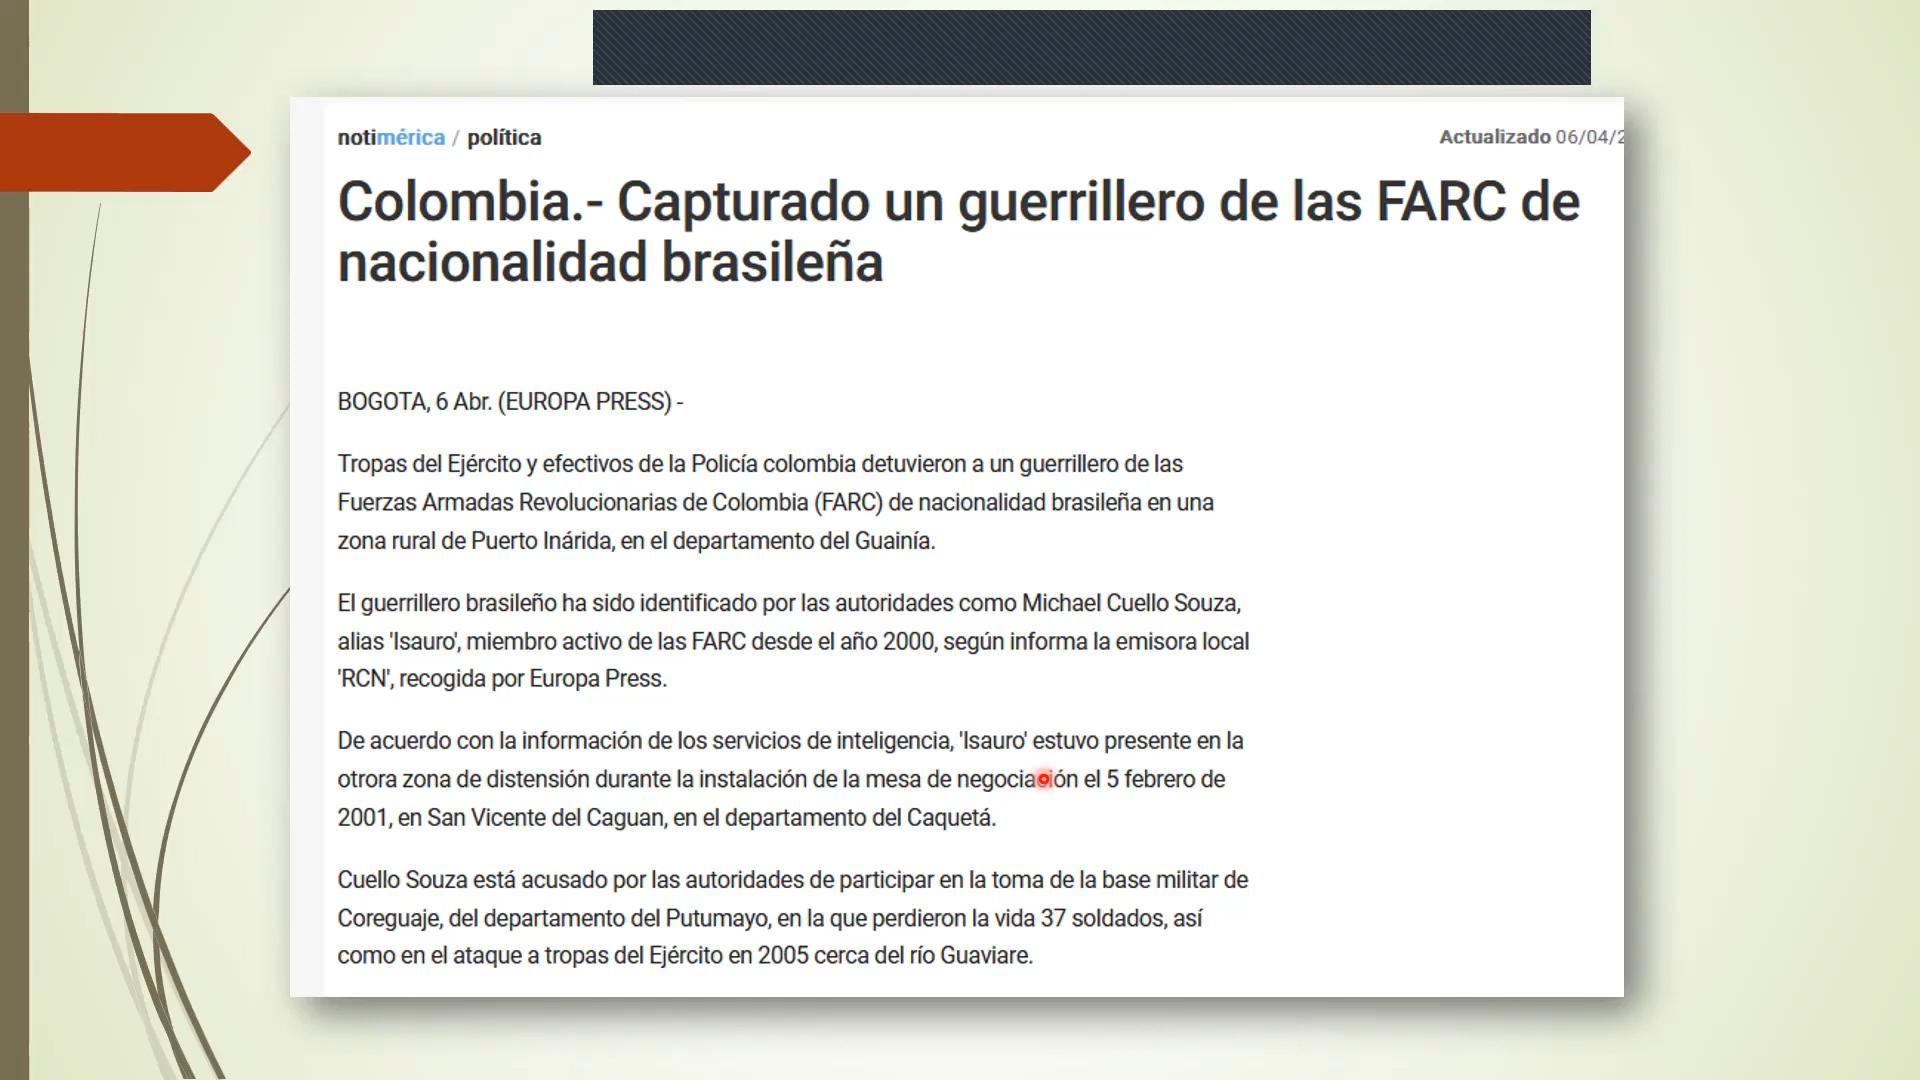 notimérica / política
Actualizado 06/04/2
Colombia.- Capturado un guerrillero de las FARC de
nacionalidad brasileña
BOGOTA, 6 Abr. (EUROPA PRESS) -
Tropas del Ejército y efectivos de la Policía colombia detuvieron a un guerrillero de las
Fuerzas Armadas Revolucionarias de Colombia (FARC) de nacionalidad brasileña en una
zona rural de Puerto Inárida, en el departamento del Guainía.
El guerrillero brasileño ha sido identificado por las autoridades como Michael Cuello Souza,
alias 'Isauro', miembro activo de las FARC desde el año 2000, según informa la emisora local
'RCN', recogida por Europa Press.
De acuerdo con la información de los servicios de inteligencia, 'Isauro' estuvo presente en la
otrora zona de distensión durante la instalación de la mesa de negociación el 5 febrero de
2001, en San Vicente del Caguan, en el departamento del Caquetá.
Cuello Souza está acusado por las autoridades de participar en la toma de la base militar de
Coreguaje, del departamento del Putumayo, en la que perdieron la vida 37 soldados, así
como en el ataque a tropas del Ejército en 2005 cerca del río Guaviare.